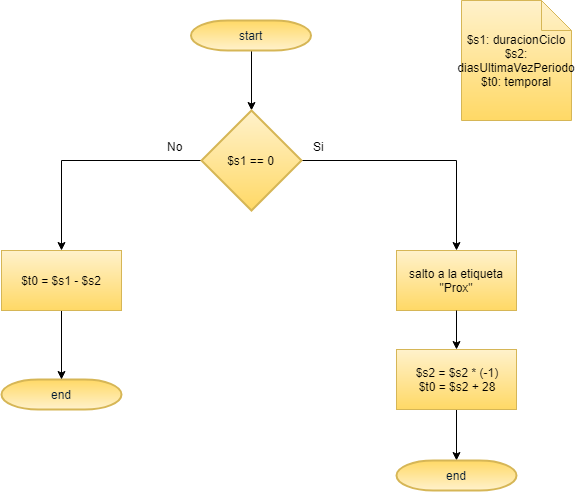 start
$s1: duracionCiclo
$s2:
diasUltimaVezPeriodo
$t0: temporal
No
$s1 == 0
Si
$t0 = $s1 - $s2
salto a la etiqueta
"Prox"
$s2 = $s2 * (-1)
$t0 = $s2 + 28
end
end